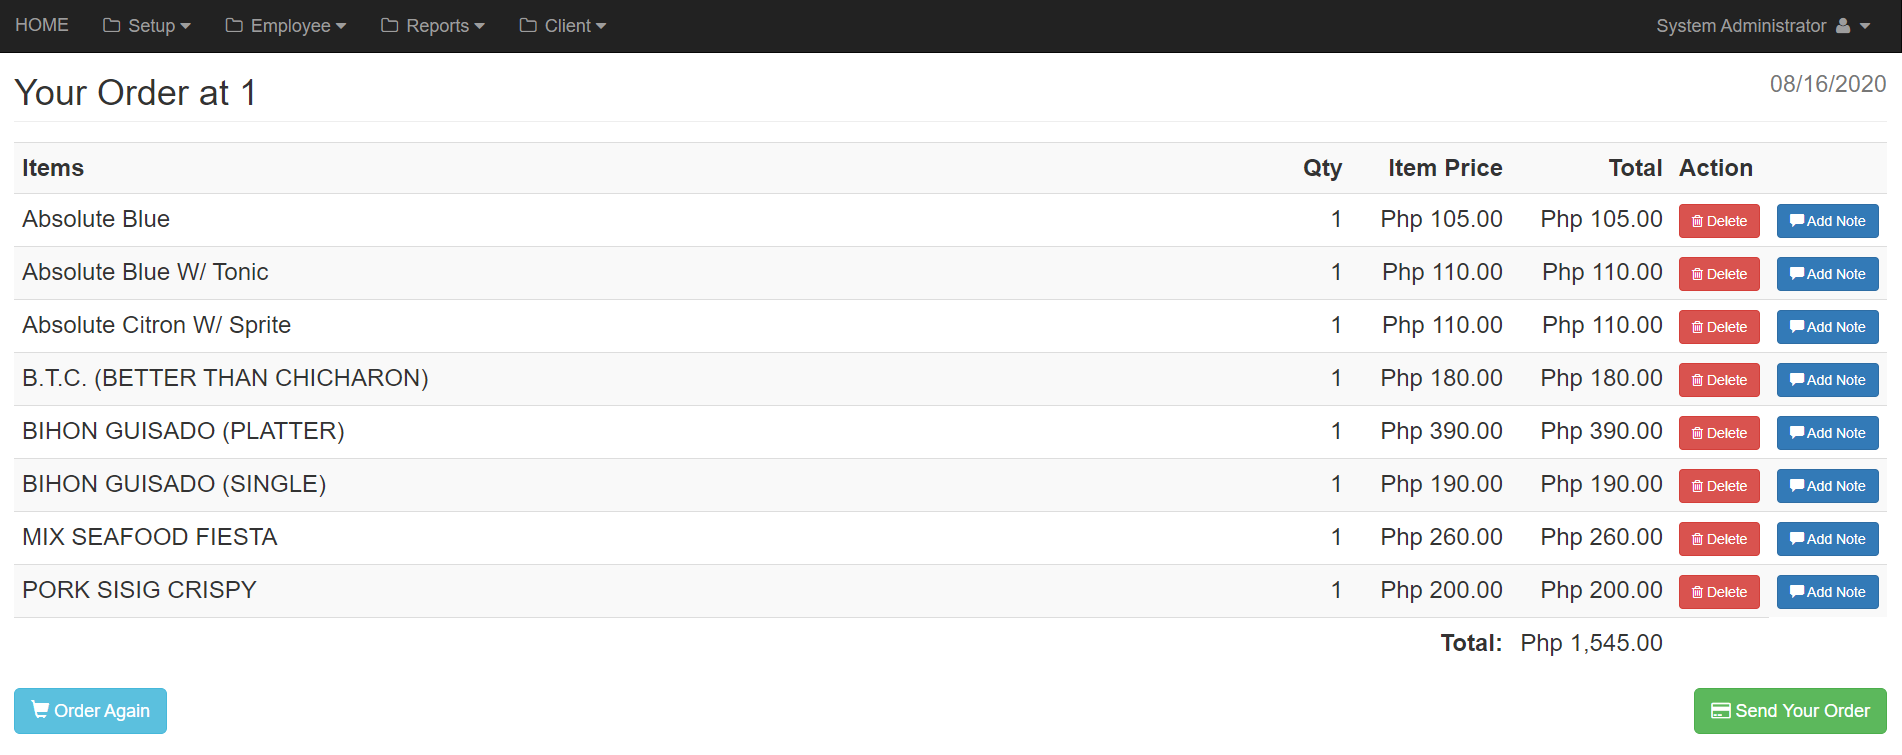 HOME Setup Employee Reports Client System Administrator
Your Order at 1 08/16/2020
Items Qty Item Price Total Action
Absolute Blue 1 Php 105.00 Php 105.00 Delete Add Note
Absolute Blue W/ Tonic 1 Php 110.00 Php 110.00 Delete Add Note
Absolute Citron W/ Sprite 1 Php 110.00 Php 110.00 Delete Add Note
B.T.C. (BETTER THAN CHICHARON) 1 Php 180.00 Php 180.00 Delete Add Note
BIHON GUISADO (PLATTER) 1 Php 390.00 Php 390.00 Delete Add Note
BIHON GUISADO (SINGLE) 1 Php 190.00 Php 190.00 Delete Add Note
MIX SEAFOOD FIESTA 1 Php 260.00 Php 260.00 Delete Add Note
PORK SISIG CRISPY 1 Php 200.00 Php 200.00 Delete Add Note
Total: Php 1,545.00
Order Again Send Your Order